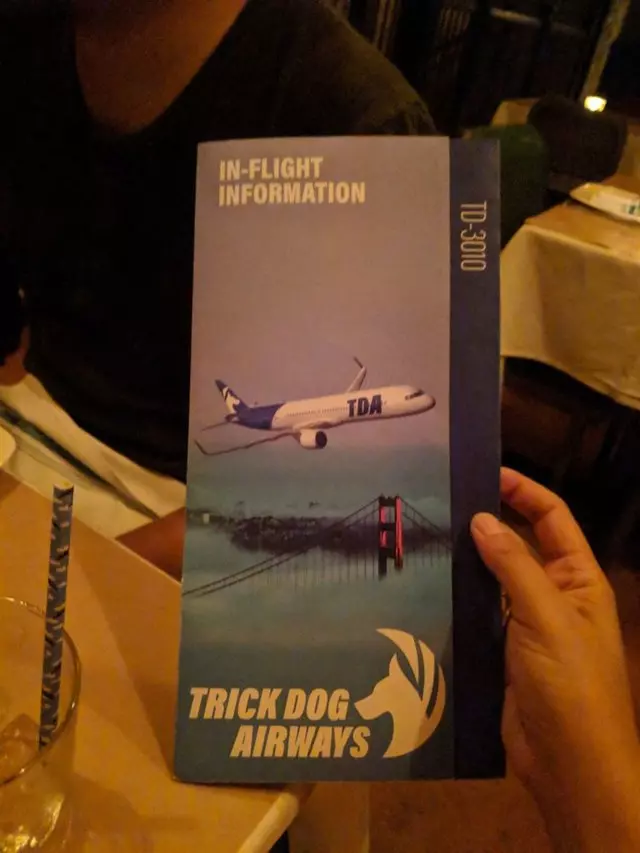 IN-FLIGHT
INFORMATION
TD-3010
TDA
TRICK DOG
AIRWAYS